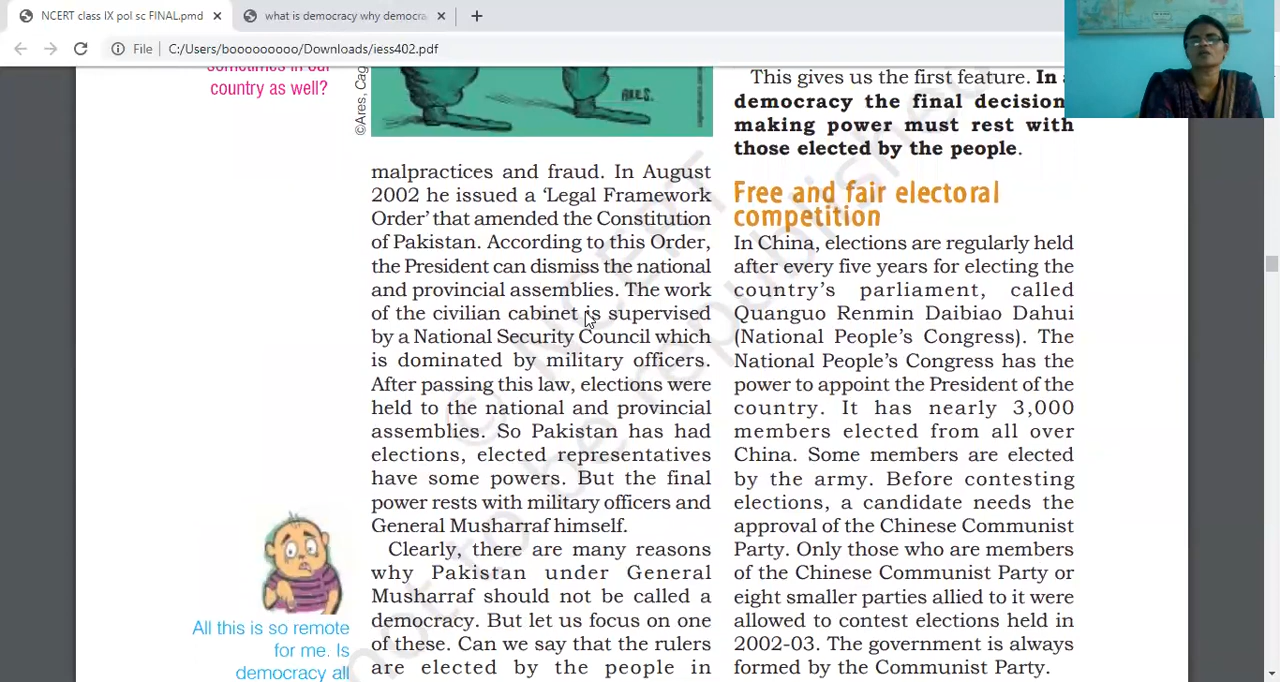 NCERT class IX pol sc FINAL.pmd
what is democracy why democra
File
C:/Users/booooooooo/Downloads/iess402.pdf
country as well?
©Ares, Cag
ARES.
malpractices and fraud. In August
2002 he issued a ‘Legal Framework
Order’ that amended the Constitution
of Pakistan. According to this Order,
the President can dismiss the national
and provincial assemblies. The work
of the civilian cabinet is supervised
by a National Security Council which
is dominated by military officers.
After passing this law, elections were
held to the national and provincial
assemblies. So Pakistan has had
elections, elected representatives
have some powers. But the final
power rests with military officers and
General Musharraf himself.
Clearly, there are many reasons
why Pakistan under General
Musharraf should not be called a
democracy. But let us focus on one
of these. Can we say that the rulers
are elected by the people in
All this is so remote
for me. Is
democracy all
This gives us the first feature. In a
democracy the final decision
making power must rest with
those elected by the people.
Free and fair electoral
competition
In China, elections are regularly held
after every five years for electing the
country’s parliament, called
Quanguo Renmin Daibiao Dahui
(National People’s Congress). The
National People’s Congress has the
power to appoint the President of the
country. It has nearly 3,000
members elected from all over
China. Some members are elected
by the army. Before contesting
elections, a candidate needs the
approval of the Chinese Communist
Party. Only those who are members
of the Chinese Communist Party or
eight smaller parties allied to it were
allowed to contest elections held in
2002-03. The government is always
formed by the Communist Party.
© NCERT
not to be republished